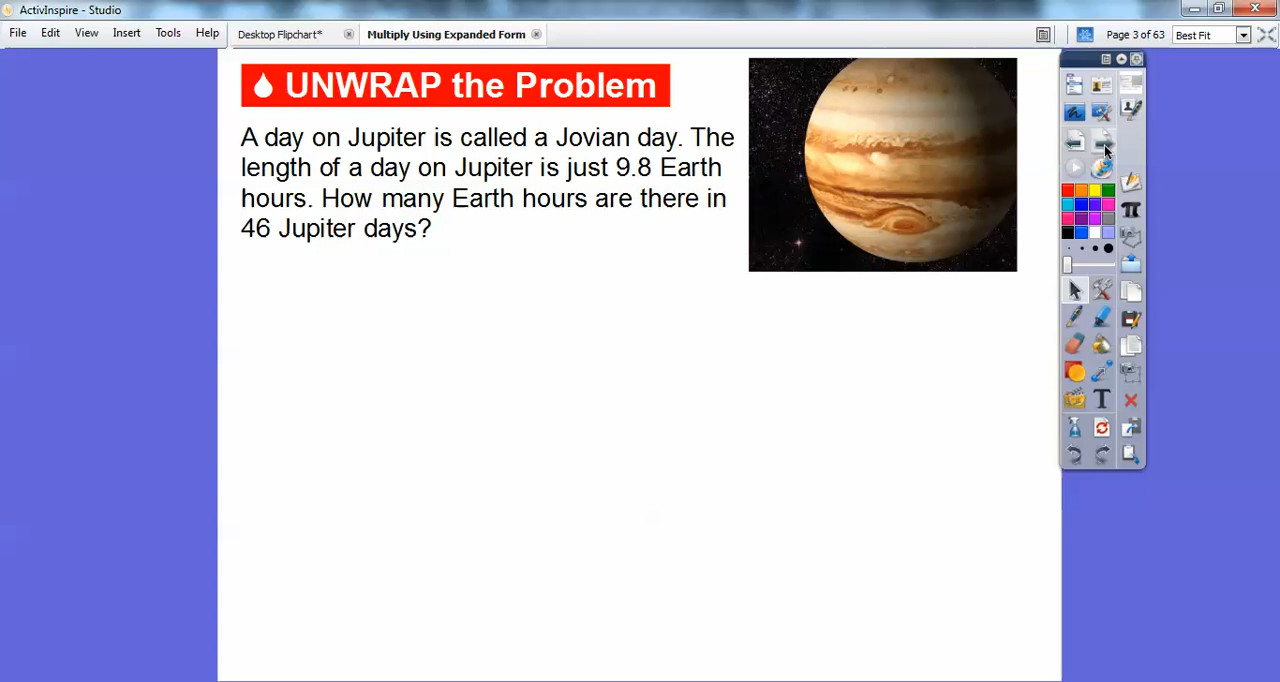 ActivInspire - Studio
File Edit View Insert Tools Help
Desktop Flipchart* Multiply Using Expanded Form
Page 3 of 63 Best Fit
UNWRAP the Problem
A day on Jupiter is called a Jovian day. The
length of a day on Jupiter is just 9.8 Earth
hours. How many Earth hours are there in
46 Jupiter days?